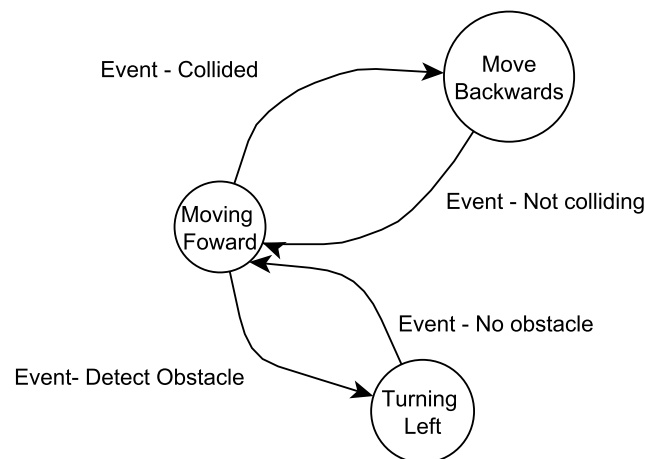 Event - Collided
Move
Backwards
Event - Not colliding
Moving
Foward
Event - No obstacle
Event- Detect Obstacle
Turning
Left